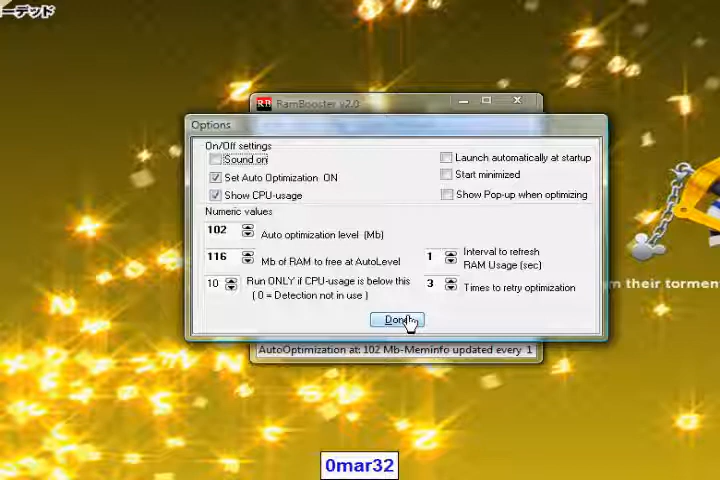 ーデッド
RB RamBooster v2.0
Options
On/Off settings
Sound on
Launch automatically at startup
Set Auto Optimization ON
Start minimized
Show CPU-usage
Show Pop-up when optimizing
Numeric values
102 Auto optimization level (Mb)
116 Mb of RAM to free at AutoLevel
1 Interval to refresh
RAM Usage (sec)
10 Run ONLY if CPU-usage is below this
( 0 = Detection not in use )
3 Times to retry optimization
Done
m their torment
AutoOptimization at: 102 Mb-Meminfo updated every 1
0mar32